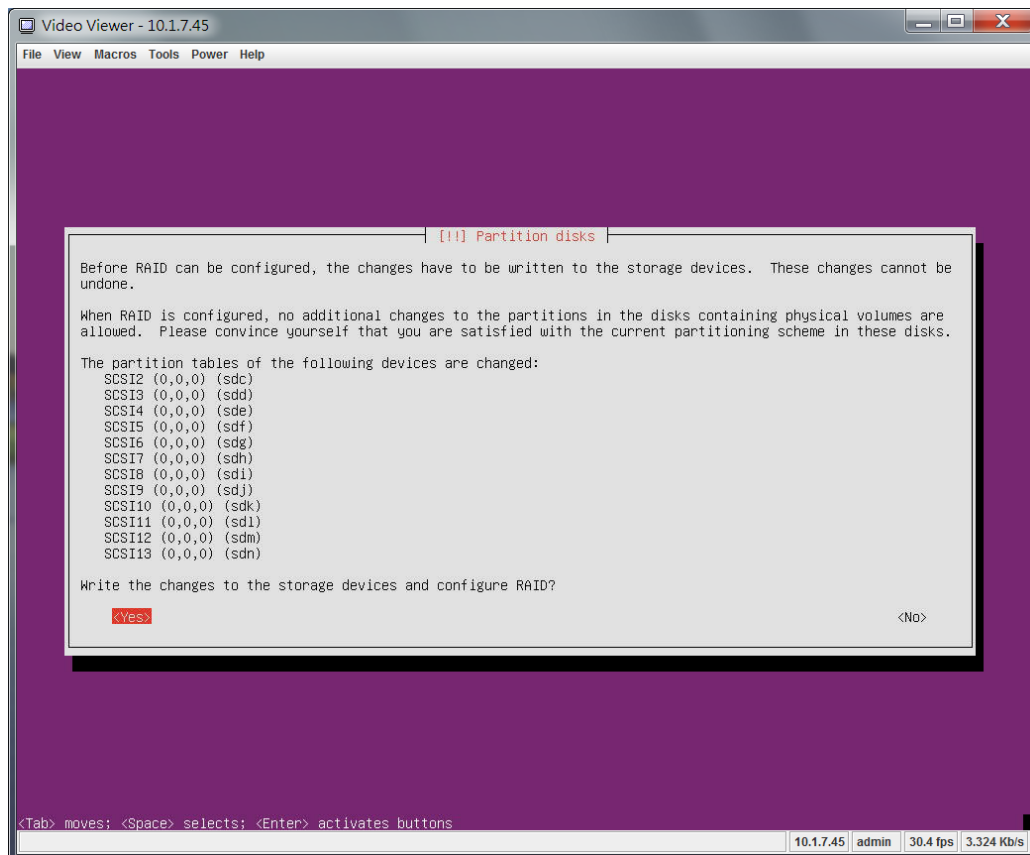 Video Viewer - 10.1.7.45
File View Macros Tools Power Help
[!!] Partition disks
Before RAID can be configured, the changes have to be written to the storage devices. These changes cannot be
undone.
When RAID is configured, no additional changes to the partitions in the disks containing physical volumes are
allowed. Please convince yourself that you are satisfied with the current partitioning scheme in these disks.
The partition tables of the following devices are changed:
SCSI2 (0,0,0) (sdc)
SCSI3 (0,0,0) (sdd)
SCSI4 (0,0,0) (sde)
SCSI5 (0,0,0) (sdf)
SCSI6 (0,0,0) (sdg)
SCSI7 (0,0,0) (sdh)
SCSI8 (0,0,0) (sdi)
SCSI9 (0,0,0) (sdj)
SCSI10 (0,0,0) (sdk)
SCSI11 (0,0,0) (sdl)
SCSI12 (0,0,0) (sdm)
SCSI13 (0,0,0) (sdn)
Write the changes to the storage devices and configure RAID?
<Yes> <No>
<Tab> moves; <Space> selects; <Enter> activates buttons
10.1.7.45 admin 30.4 fps 3.324 Kb/s